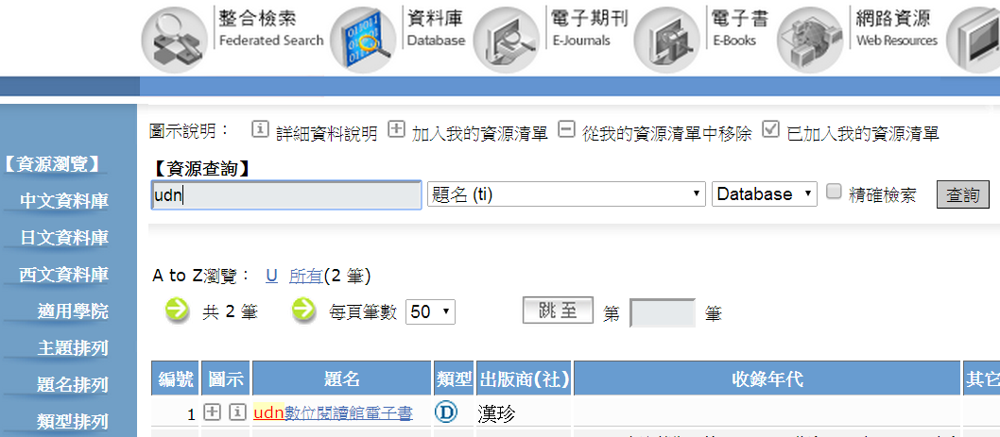 整合檢索 資料庫 電子期刊 電子書 網路資源
Federated Search Database E-Journals E-Books Web Resources
圖示說明： 詳細資料說明 加入我的資源清單 從我的資源清單中移除 已加入我的資源清單
【資源瀏覽】
中文資料庫
日文資料庫
西文資料庫
適用學院
主題排列
題名排列
類型排列
【資源查詢】
udn 題名 (ti) Database 精確檢索 查詢
A to Z瀏覽： U 所有(2 筆)
共 2 筆 每頁筆數 50 跳至 第 筆
編號 圖示 題名 類型 出版商(社) 收錄年代 其它
1 udn數位閱讀館電子書 D 漢珍